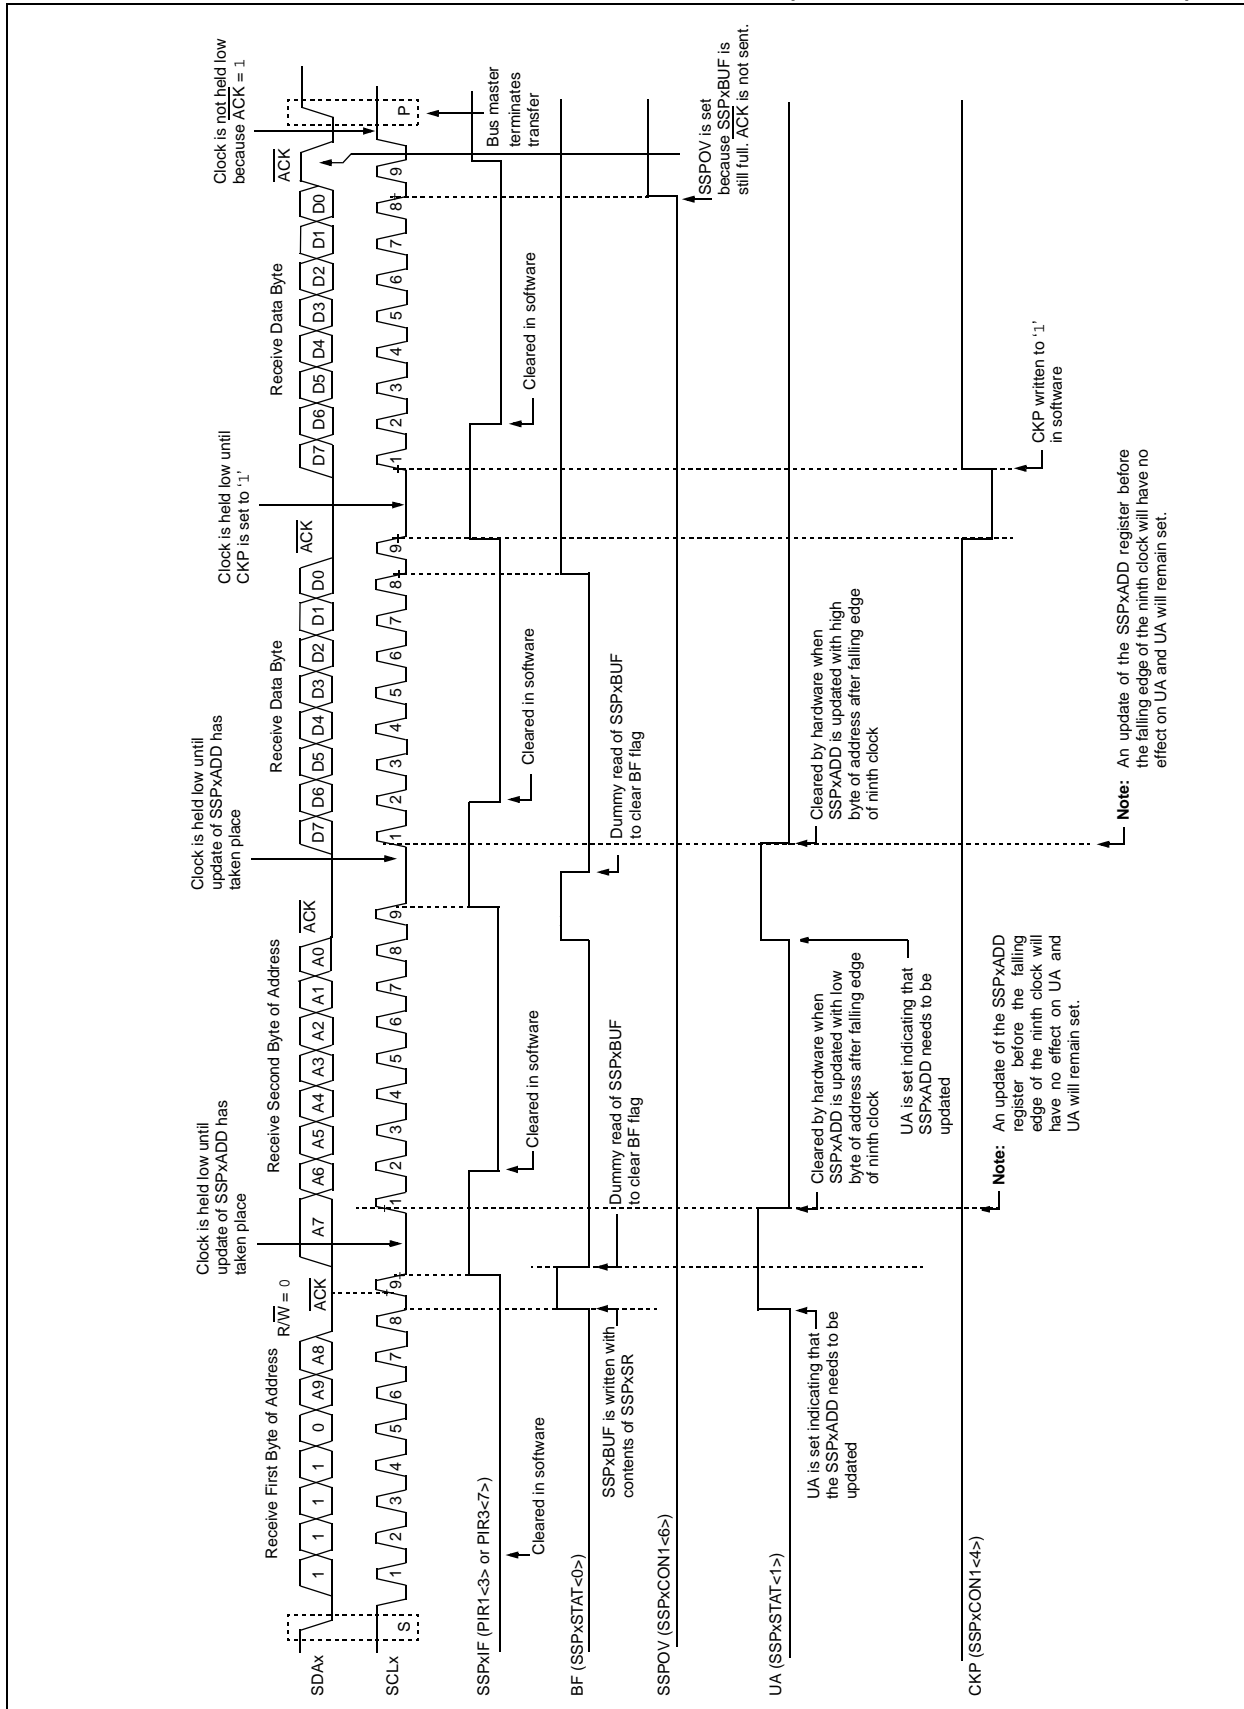 Clock is held low until
update of SSPxADD has
taken place
Clock is held low until
update of SSPxADD has
taken place
Clock is held low until
CKP is set to ‘1’
Clock is not held low
because ACK = 1
Receive First Byte of Address
R/W = 0
ACK
Receive Second Byte of Address
ACK
Receive Data Byte
ACK
Receive Data Byte
ACK
SDAx
1 1 1 1 0 A9 A8
A7 A6 A5 A4 A3 A2 A1 A0
D7 D6 D5 D4 D3 D2 D1 D0
D7 D6 D5 D4 D3 D2 D1 D0
SCLx
S
1 2 3 4 5 6 7 8 9
1 2 3 4 5 6 7 8 9
1 2 3 4 5 6 7 8 9
1 2 3 4 5 6 7 8 9
P
Bus master
terminates
transfer
SSPxIF (PIR1<3> or PIR3<7>)
Cleared in software
Cleared in software
Cleared in software
Cleared in software
BF (SSPxSTAT<0>)
SSPxBUF is written with
contents of SSPxSR
Dummy read of SSPxBUF
to clear BF flag
Dummy read of SSPxBUF
to clear BF flag
SSPOV (SSPxCON1<6>)
SSPOV is set
because SSPxBUF is
still full. ACK is not sent.
UA (SSPxSTAT<1>)
UA is set indicating that
the SSPxADD needs to be
updated
Cleared by hardware when
SSPxADD is updated with low
byte of address after falling edge
of ninth clock
UA is set indicating that
SSPxADD needs to be
updated
Cleared by hardware when
SSPxADD is updated with high
byte of address after falling edge
of ninth clock
CKP (SSPxCON1<4>)
CKP written to ‘1’
in software
Note: An update of the SSPxADD
register before the falling
edge of the ninth clock will
have no effect on UA and
UA will remain set.
Note: An update of the SSPxADD register before
the falling edge of the ninth clock will have no
effect on UA and UA will remain set.